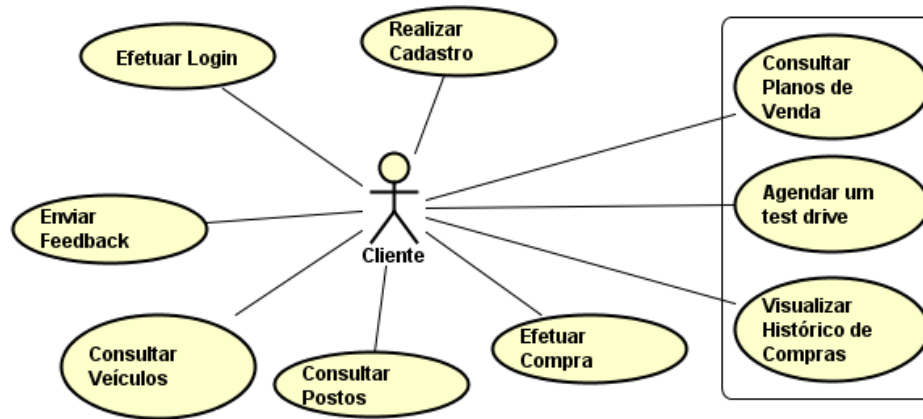 Efetuar Login
Realizar
Cadastro
Consultar
Planos de
Venda
Agendar um
test drive
Enviar
Feedback
Cliente
Visualizar
Histórico de
Compras
Efetuar
Compra
Consultar
Veículos
Consultar
Postos